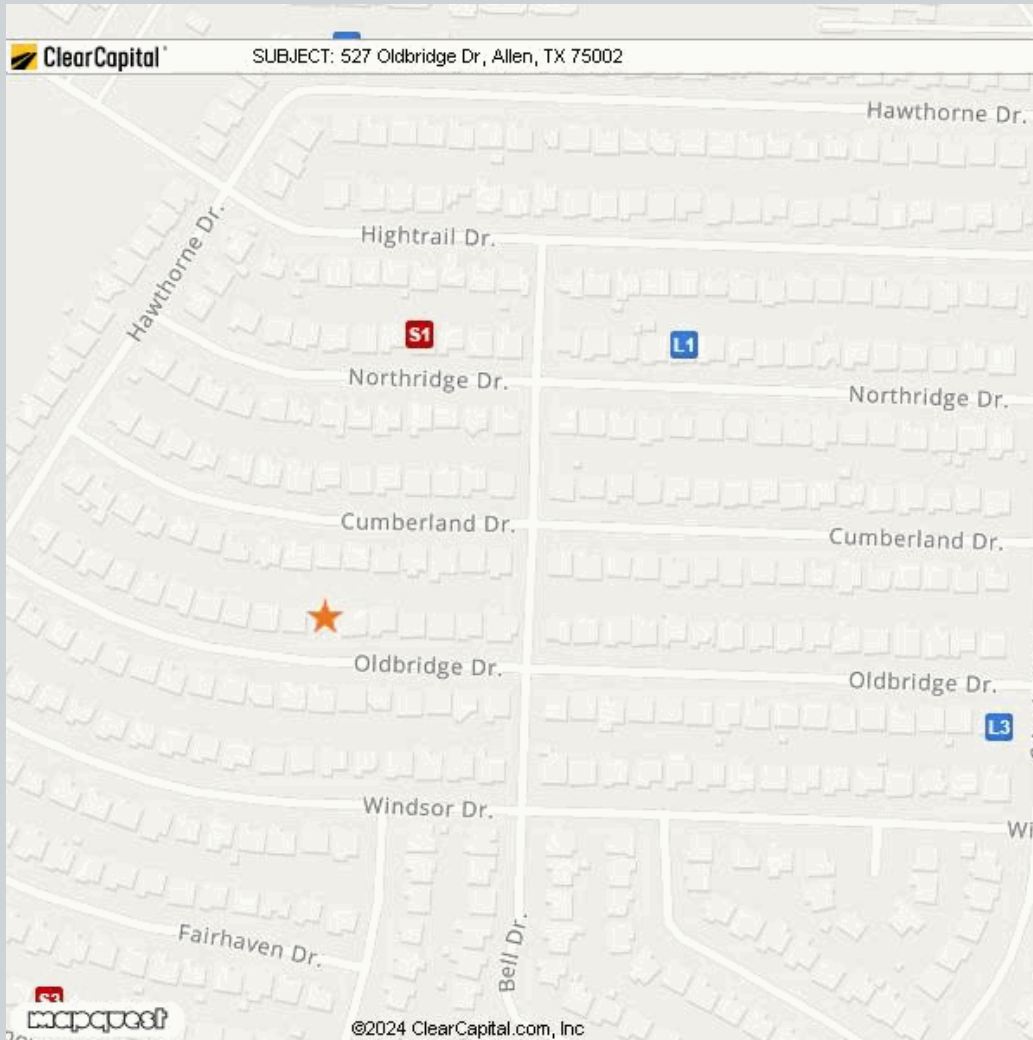 ClearCapital
SUBJECT: 527 Oldbridge Dr, Allen, TX 75002
Hawthorne Dr.
Hightrail Dr.
Hawthorne Dr.
S1
L1
Northridge Dr.
Northridge Dr.
Cumberland Dr.
Cumberland Dr.
Oldbridge Dr.
Oldbridge Dr.
L3
Windsor Dr.
Wi
Fairhaven Dr.
Bell Dr.
S3
mapquest
©2024 ClearCapital.com, Inc